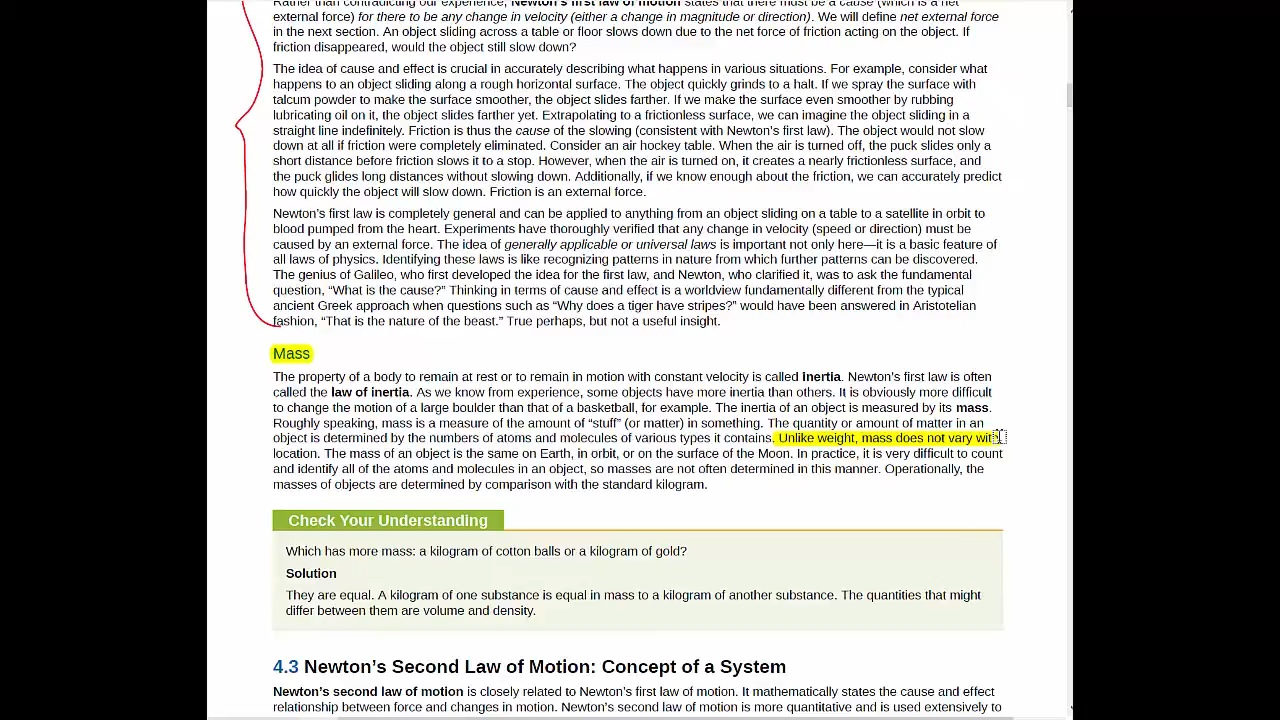 Rather than contradicting our experience, Newton's first law of motion states that there must be a cause (which is a net
external force) for there to be any change in velocity (either a change in magnitude or direction). We will define net external force
in the next section. An object sliding across a table or floor slows down due to the net force of friction acting on the object. If
friction disappeared, would the object still slow down?
The idea of cause and effect is crucial in accurately describing what happens in various situations. For example, consider what
happens to an object sliding along a rough horizontal surface. The object quickly grinds to a halt. If we spray the surface with
talcum powder to make the surface smoother, the object slides farther. If we make the surface even smoother by rubbing
lubricating oil on it, the object slides farther yet. Extrapolating to a frictionless surface, we can imagine the object sliding in a
straight line indefinitely. Friction is thus the cause of the slowing (consistent with Newton's first law). The object would not slow
down at all if friction were completely eliminated. Consider an air hockey table. When the air is turned off, the puck slides only a
short distance before friction slows it to a stop. However, when the air is turned on, it creates a nearly frictionless surface, and
the puck glides long distances without slowing down. Additionally, if we know enough about the friction, we can accurately predict
how quickly the object will slow down. Friction is an external force.
Newton's first law is completely general and can be applied to anything from an object sliding on a table to a satellite in orbit to
blood pumped from the heart. Experiments have thoroughly verified that any change in velocity (speed or direction) must be
caused by an external force. The idea of generally applicable or universal laws is important not only here—it is a basic feature of
all laws of physics. Identifying these laws is like recognizing patterns in nature from which further patterns can be discovered.
The genius of Galileo, who first developed the idea for the first law, and Newton, who clarified it, was to ask the fundamental
question, “What is the cause?” Thinking in terms of cause and effect is a worldview fundamentally different from the typical
ancient Greek approach when questions such as “Why does a tiger have stripes?” would have been answered in Aristotelian
fashion, “That is the nature of the beast.” True perhaps, but not a useful insight.
Mass
The property of a body to remain at rest or to remain in motion with constant velocity is called inertia. Newton's first law is often
called the law of inertia. As we know from experience, some objects have more inertia than others. It is obviously more difficult
to change the motion of a large boulder than that of a basketball, for example. The inertia of an object is measured by its mass.
Roughly speaking, mass is a measure of the amount of “stuff” (or matter) in something. The quantity or amount of matter in an
object is determined by the numbers of atoms and molecules of various types it contains. Unlike weight, mass does not vary with
location. The mass of an object is the same on Earth, in orbit, or on the surface of the Moon. In practice, it is very difficult to count
and identify all of the atoms and molecules in an object, so masses are not often determined in this manner. Operationally, the
masses of objects are determined by comparison with the standard kilogram.
Check Your Understanding
Which has more mass: a kilogram of cotton balls or a kilogram of gold?
Solution
They are equal. A kilogram of one substance is equal in mass to a kilogram of another substance. The quantities that might
differ between them are volume and density.
4.3 Newton's Second Law of Motion: Concept of a System
Newton's second law of motion is closely related to Newton's first law of motion. It mathematically states the cause and effect
relationship between force and changes in motion. Newton's second law of motion is more quantitative and is used extensively to